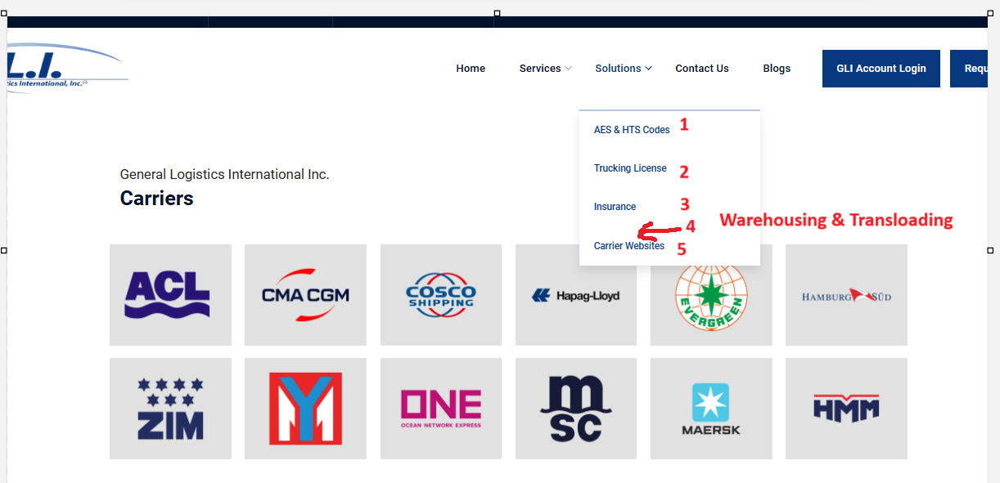 L.I.
ics International, Inc.®
Home Services Solutions Contact Us Blogs GLI Account Login Requ
AES & HTS Codes 1
Trucking License 2
Insurance 3
4 Warehousing & Transloading
Carrier Websites 5
General Logistics International Inc.
Carriers
ACL CMA CGM COSCO SHIPPING Hapag-Lloyd EVERGREEN HAMBURG SÜD
ZIM YM ONE OCEAN NETWORK EXPRESS mSC MAERSK HMM